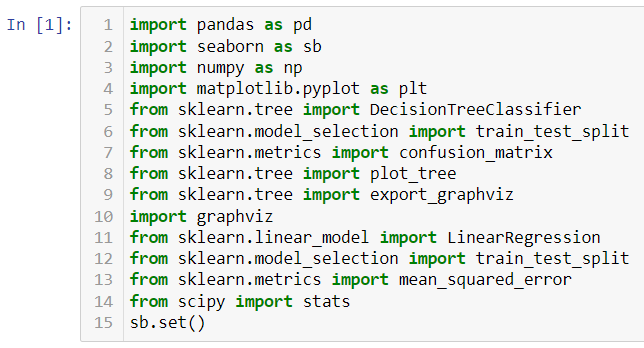 In [1]:
1 import pandas as pd
2 import seaborn as sb
3 import numpy as np
4 import matplotlib.pyplot as plt
5 from sklearn.tree import DecisionTreeClassifier
6 from sklearn.model_selection import train_test_split
7 from sklearn.metrics import confusion_matrix
8 from sklearn.tree import plot_tree
9 from sklearn.tree import export_graphviz
10 import graphviz
11 from sklearn.linear_model import LinearRegression
12 from sklearn.model_selection import train_test_split
13 from sklearn.metrics import mean_squared_error
14 from scipy import stats
15 sb.set()